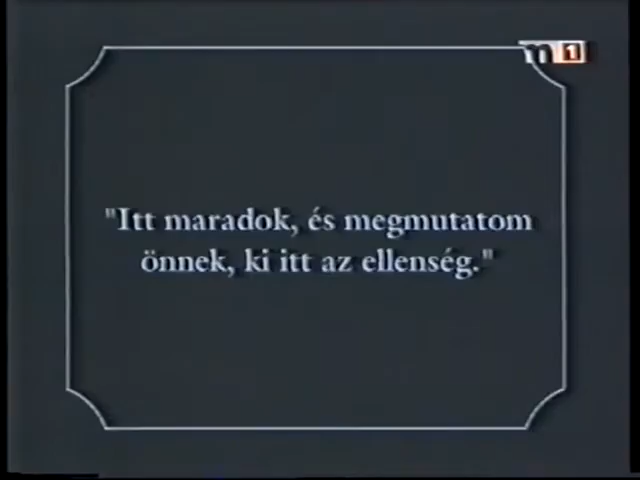 m1
"Itt maradok, és megmutatom
önnek, ki itt az ellenség."